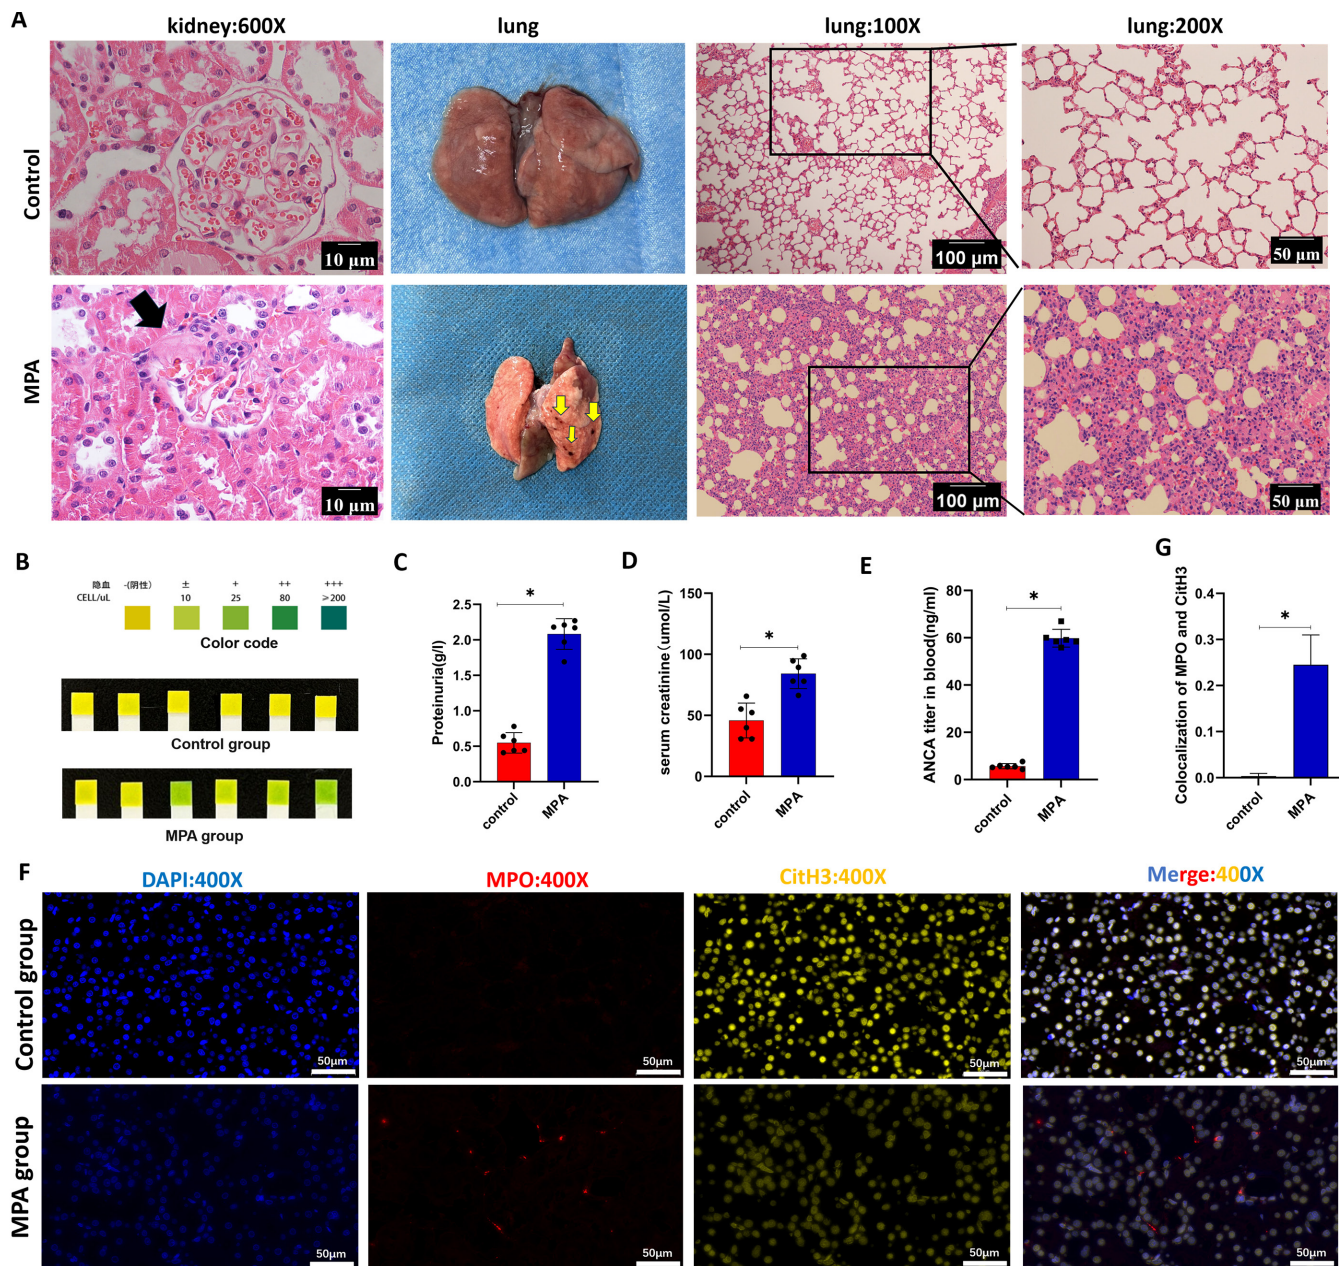 A
kidney:600X
lung
lung:100X
lung:200X
Control
10 μm
100 μm
50 μm
MPA
10 μm
100 μm
50 μm
B
隐血 -(阴性) ± + ++ +++
CELL/uL 10 25 80 ≥200
Color code
Control group
MPA group
C
Proteinuria(g/l)
2.5
2.0
1.5
1.0
0.5
0.0
*
control
MPA
D
serum creatinine(umol/L)
150
100
50
0
*
control
MPA
E
ANCA titer in blood(ng/ml)
80
60
40
20
0
*
control
MPA
G
Colocalization of MPO and CitH3
0.4
0.3
0.2
0.1
0.0
*
control
MPA
F
DAPI:400X
MPO:400X
CitH3:400X
Merge:400X
Control group
50μm
50μm
50μm
50μm
MPA group
50μm
50μm
50μm
50μm